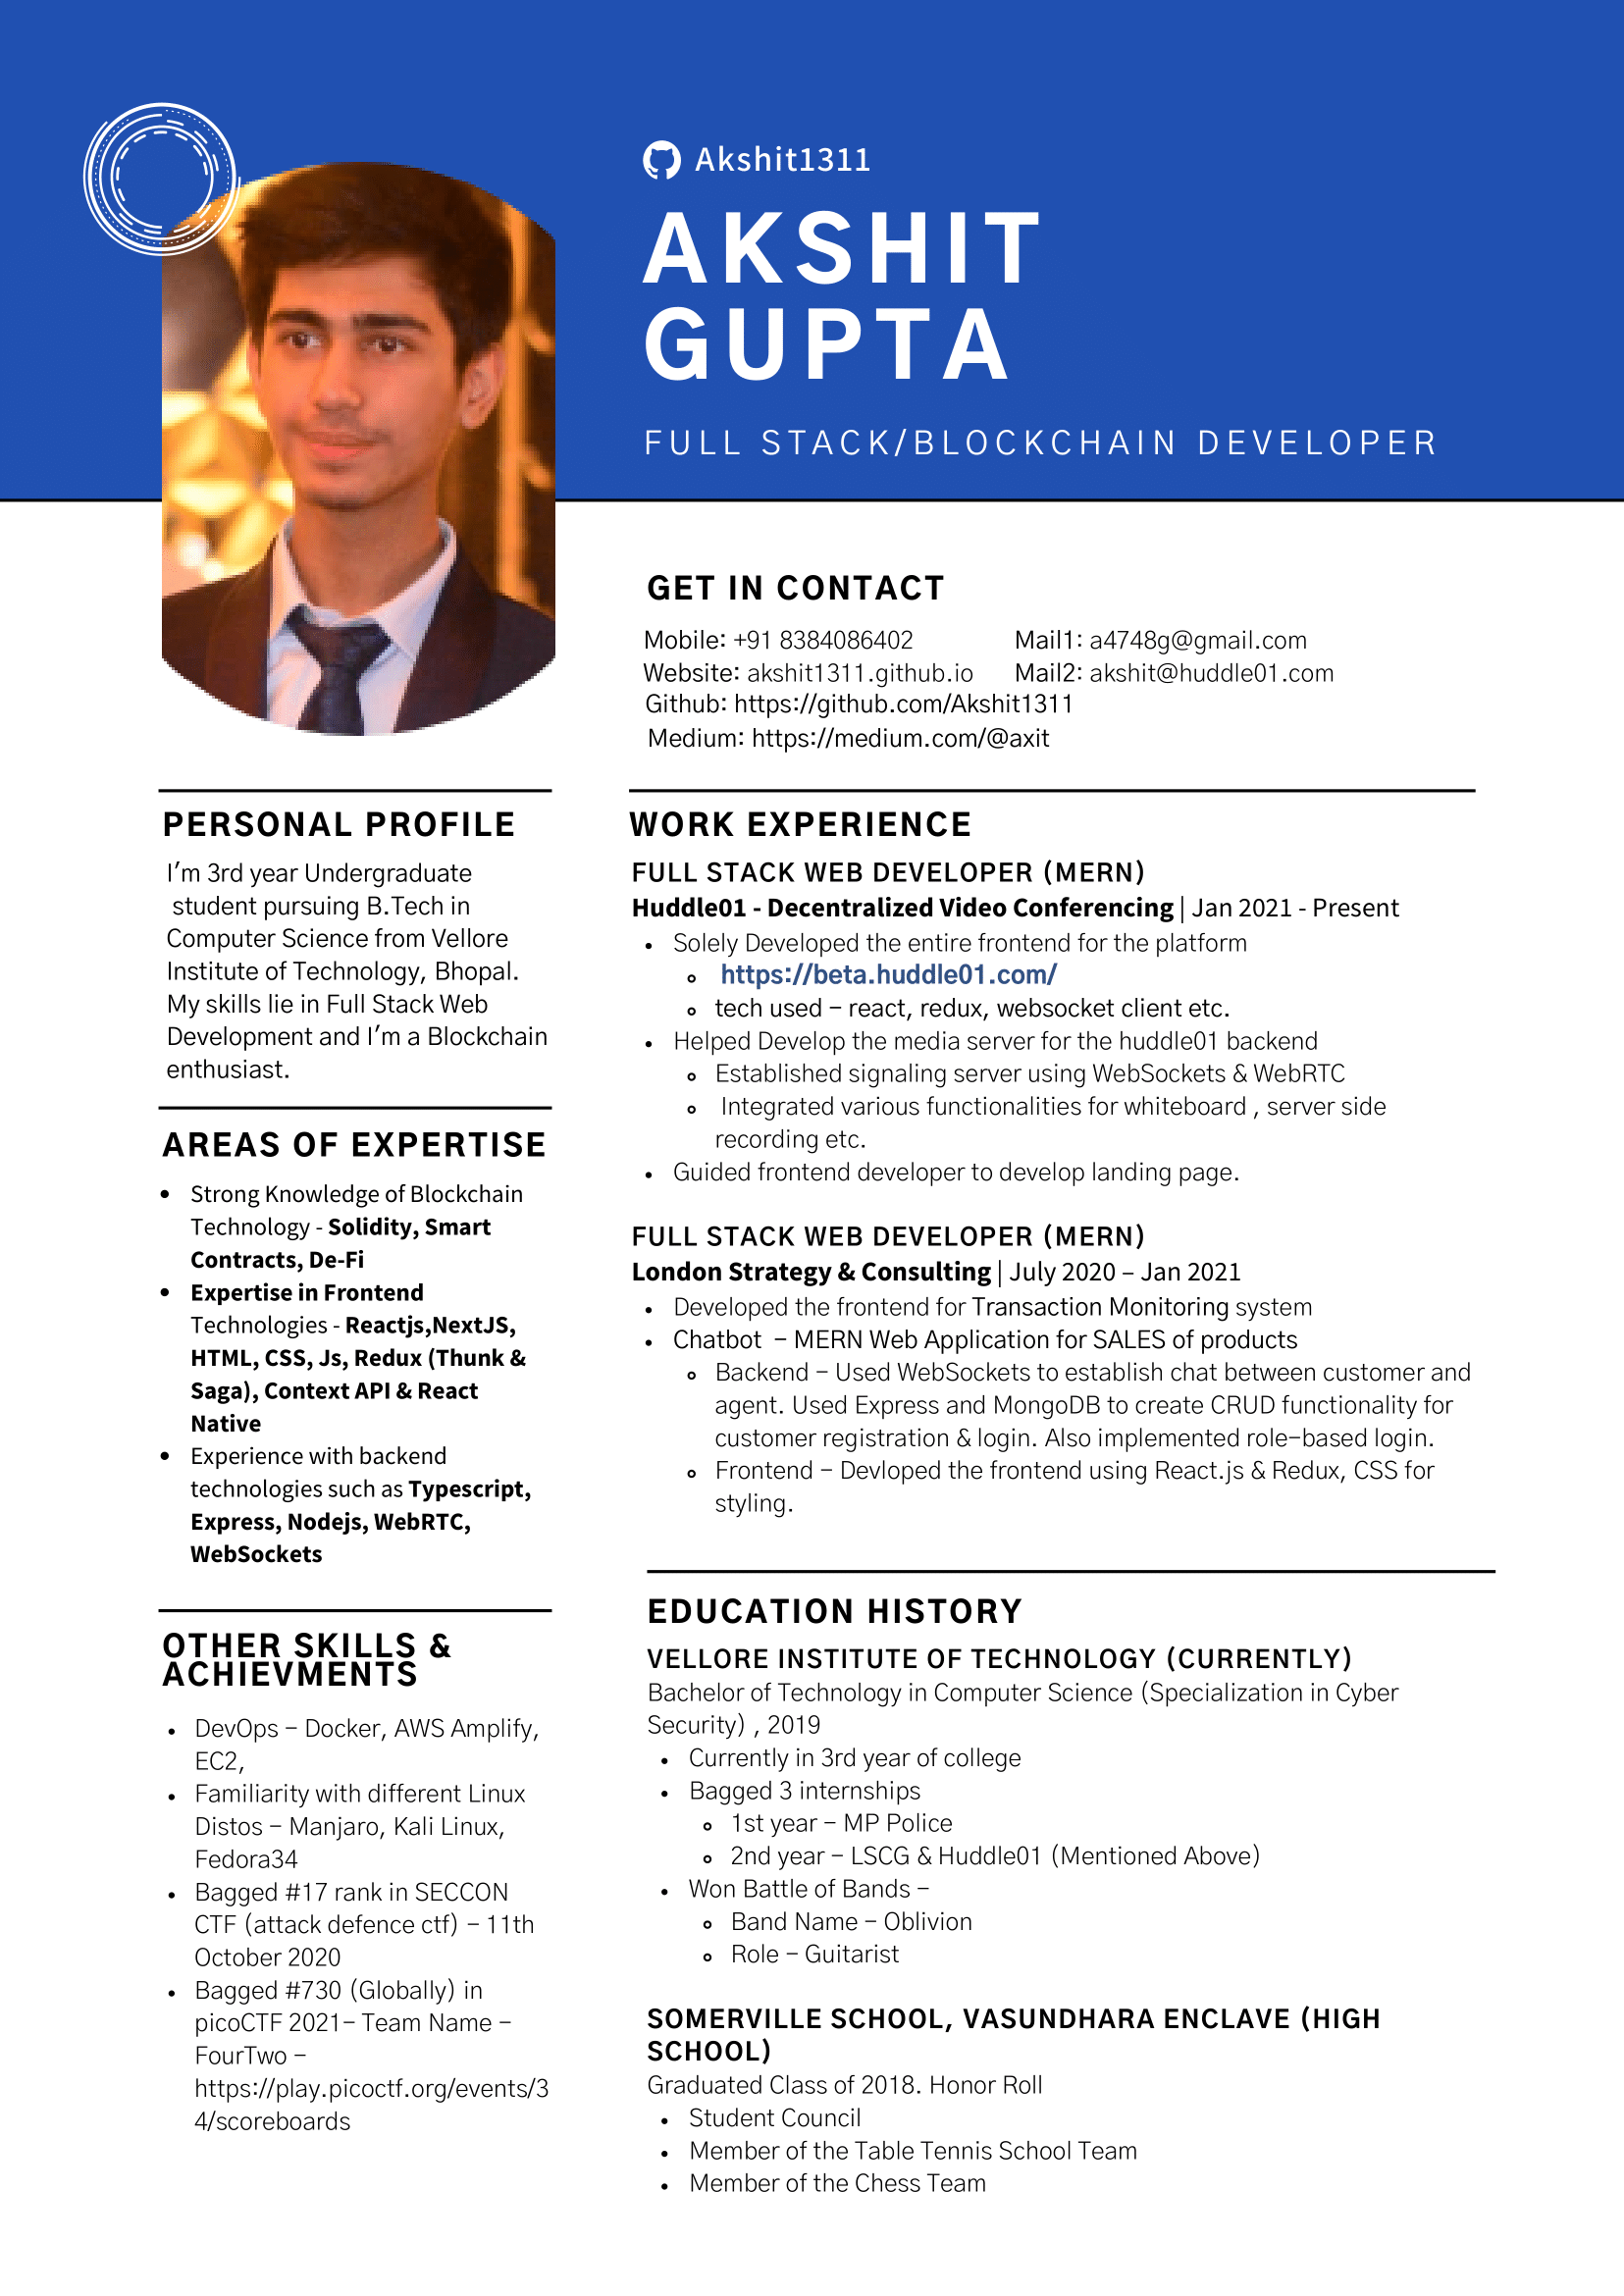 Akshit1311
AKSHIT
GUPTA
FULL STACK/BLOCKCHAIN DEVELOPER
GET IN CONTACT
Mobile: +91 8384086402 Mail1: a4748g@gmail.com
Website: akshit1311.github.io Mail2: akshit@huddle01.com
Github: https://github.com/Akshit1311
Medium: https://medium.com/@axit
PERSONAL PROFILE
I'm 3rd year Undergraduate
student pursuing B.Tech in
Computer Science from Vellore
Institute of Technology, Bhopal.
My skills lie in Full Stack Web
Development and I'm a Blockchain
enthusiast.
AREAS OF EXPERTISE
• Strong Knowledge of Blockchain
Technology - Solidity, Smart
Contracts, De-Fi
• Expertise in Frontend
Technologies - Reactjs,NextJS,
HTML, CSS, Js, Redux (Thunk &
Saga), Context API & React
Native
• Experience with backend
technologies such as Typescript,
Express, Nodejs, WebRTC,
WebSockets
OTHER SKILLS &
ACHIEVMENTS
• DevOps - Docker, AWS Amplify,
EC2,
• Familiarity with different Linux
Distos - Manjaro, Kali Linux,
Fedora34
• Bagged #17 rank in SECCON
CTF (attack defence ctf) - 11th
October 2020
• Bagged #730 (Globally) in
picoCTF 2021- Team Name -
FourTwo -
https://play.picoctf.org/events/3
4/scoreboards
WORK EXPERIENCE
FULL STACK WEB DEVELOPER (MERN)
Huddle01 - Decentralized Video Conferencing | Jan 2021 - Present
• Solely Developed the entire frontend for the platform
◦ https://beta.huddle01.com/
◦ tech used - react, redux, websocket client etc.
• Helped Develop the media server for the huddle01 backend
◦ Established signaling server using WebSockets & WebRTC
◦ Integrated various functionalities for whiteboard , server side
recording etc.
• Guided frontend developer to develop landing page.
FULL STACK WEB DEVELOPER (MERN)
London Strategy & Consulting | July 2020 – Jan 2021
• Developed the frontend for Transaction Monitoring system
• Chatbot - MERN Web Application for SALES of products
◦ Backend - Used WebSockets to establish chat between customer and
agent. Used Express and MongoDB to create CRUD functionality for
customer registration & login. Also implemented role-based login.
◦ Frontend - Devloped the frontend using React.js & Redux, CSS for
styling.
EDUCATION HISTORY
VELLORE INSTITUTE OF TECHNOLOGY (CURRENTLY)
Bachelor of Technology in Computer Science (Specialization in Cyber
Security) , 2019
• Currently in 3rd year of college
• Bagged 3 internships
◦ 1st year - MP Police
◦ 2nd year - LSCG & Huddle01 (Mentioned Above)
• Won Battle of Bands -
◦ Band Name - Oblivion
◦ Role - Guitarist
SOMERVILLE SCHOOL, VASUNDHARA ENCLAVE (HIGH
SCHOOL)
Graduated Class of 2018. Honor Roll
• Student Council
• Member of the Table Tennis School Team
• Member of the Chess Team